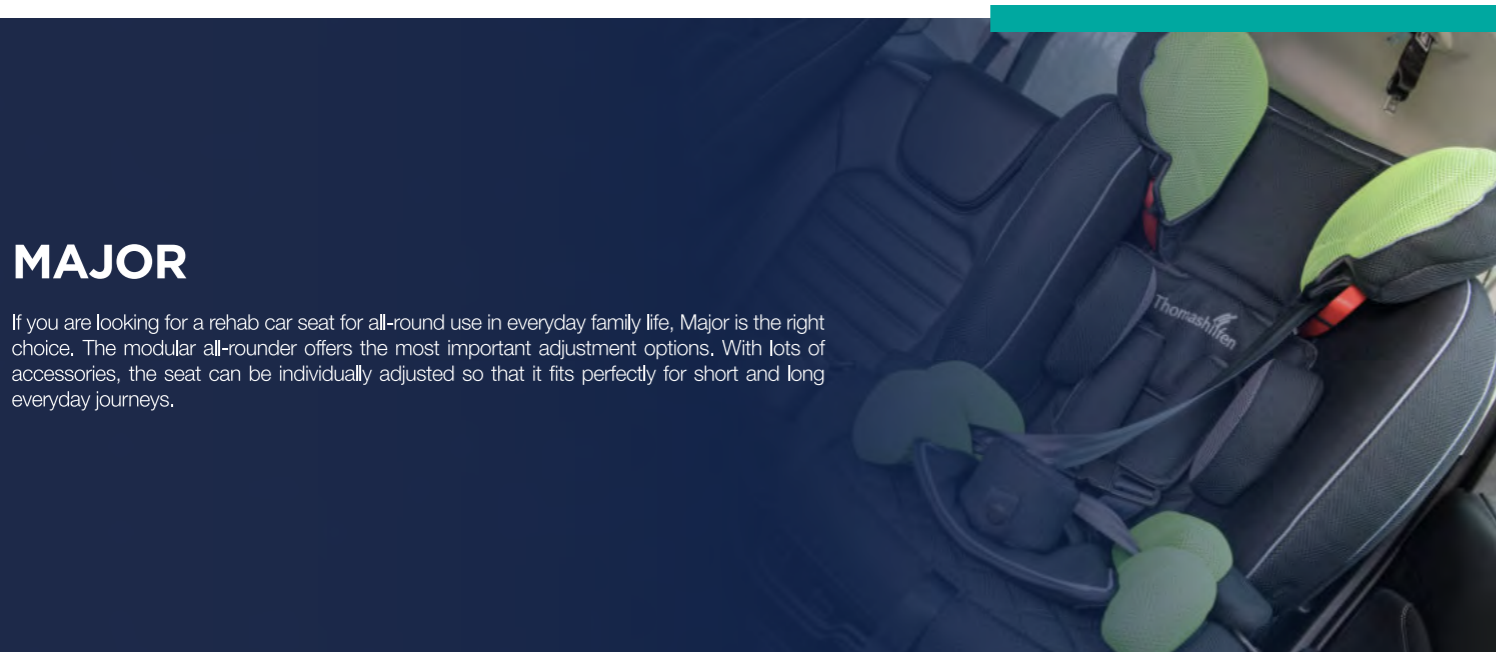 MAJOR
If you are looking for a rehab car seat for all-round use in everyday family life, Major is the right
choice. The modular all-rounder offers the most important adjustment options. With lots of
accessories, the seat can be individually adjusted so that it fits perfectly for short and long
everyday journeys.
Thomashilfen